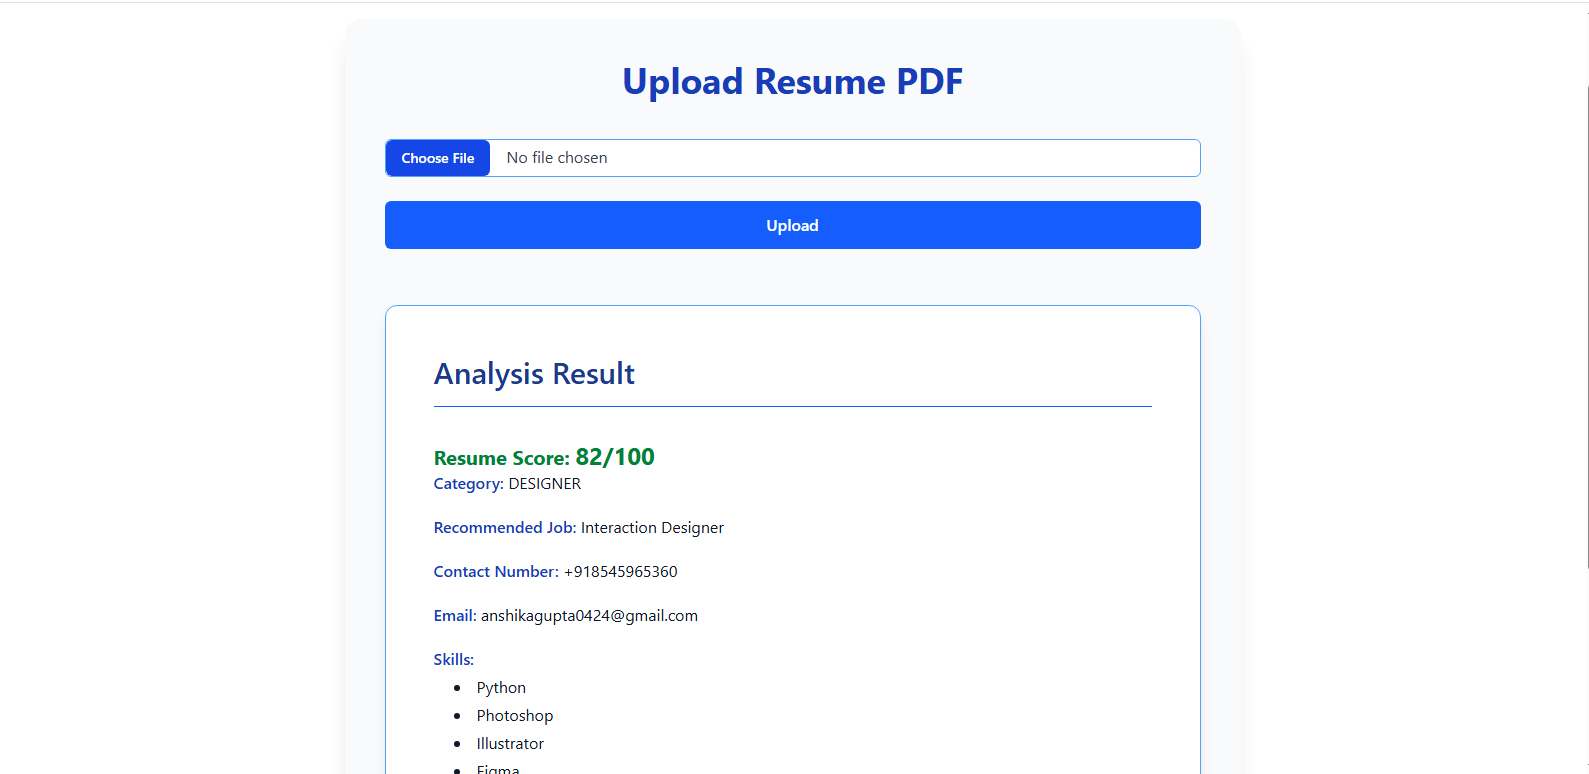 Upload Resume PDF
Choose File No file chosen
Upload
Analysis Result
Resume Score: 82/100
Category: DESIGNER
Recommended Job: Interaction Designer
Contact Number: +918545965360
Email: anshikagupta0424@gmail.com
Skills:
Python
Photoshop
Illustrator
Figma